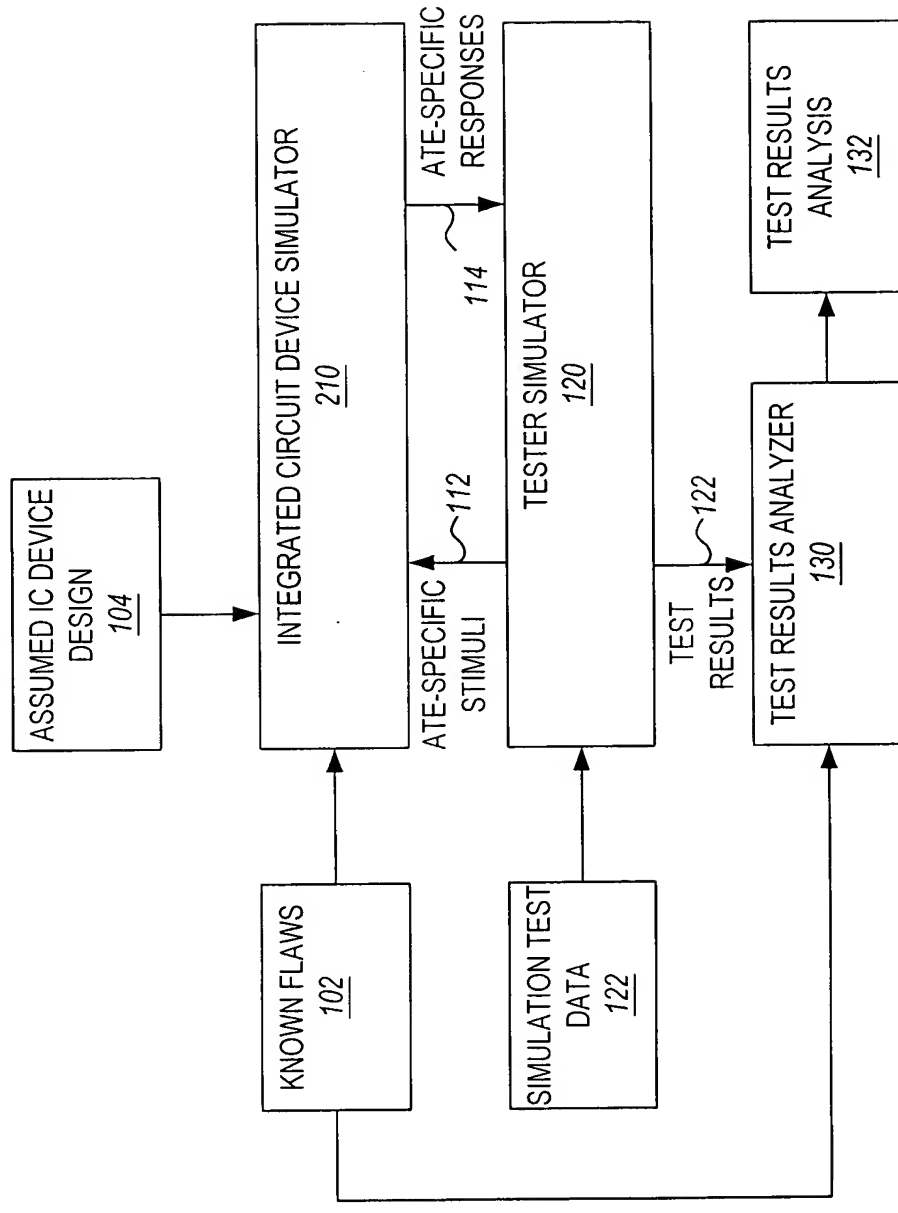 ASSUMED IC DEVICE
DESIGN
104
KNOWN FLAWS
102
INTEGRATED CIRCUIT DEVICE SIMULATOR
210
ATE-SPECIFIC
STIMULI
112
ATE-SPECIFIC
RESPONSES
114
SIMULATION TEST
DATA
122
TESTER SIMULATOR
120
TEST
RESULTS
122
TEST RESULTS ANALYZER
130
TEST RESULTS
ANALYSIS
132